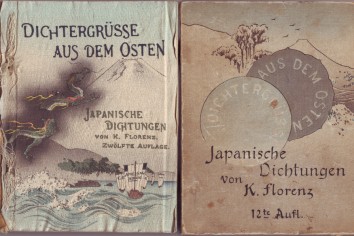 DICHTERGRÜSSE
AUS DEM OSTEN
JAPANISCHE
DICHTUNGEN
VON K. FLORENZ.
ZWÖLFTE AUFLAGE.
DICHTERGRÜSSE
AUS DEM OSTEN
Japanische
Dichtungen
von
K. Florenz
12te Aufl.